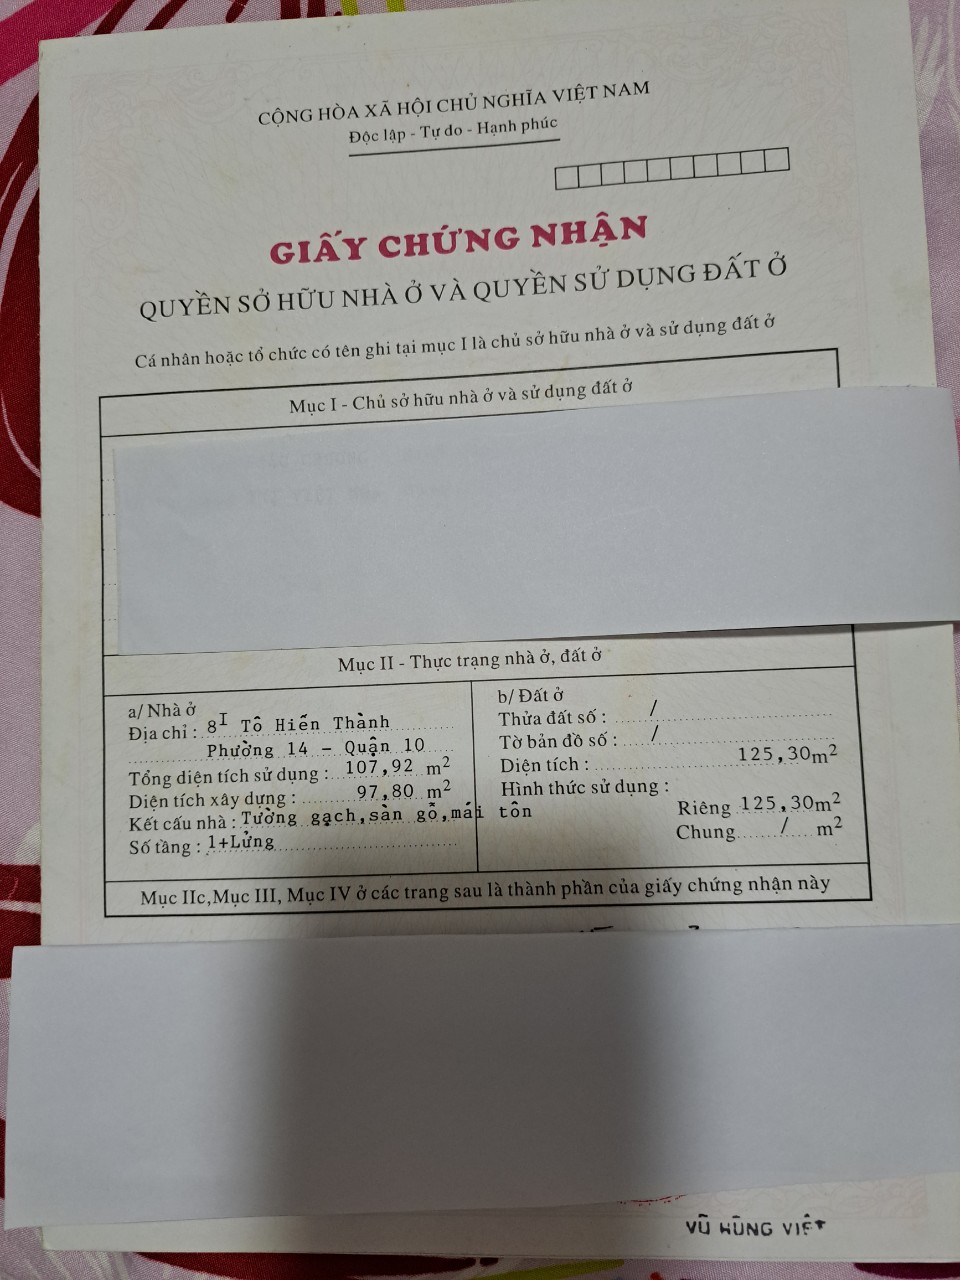 CỘNG HÒA XÃ HỘI CHỦ NGHĨA VIỆT NAM
Độc lập - Tự do - Hạnh phúc
GIẤY CHỨNG NHẬN
QUYỀN SỞ HỮU NHÀ Ở VÀ QUYỀN SỬ DỤNG ĐẤT Ở
Cá nhân hoặc tổ chức có tên ghi tại mục I là chủ sở hữu nhà ở và sử dụng đất ở
Mục I - Chủ sở hữu nhà ở và sử dụng đất ở
Mục II - Thực trạng nhà ở, đất ở
a/ Nhà ở
Địa chỉ : 8I Tô Hiến Thành
Phường 14 - Quận 10
Tổng diện tích sử dụng : 107,92 m2
Diện tích xây dựng : 97,80 m2
Kết cấu nhà : Tường gạch,sàn gỗ,mái tôn
Số tầng : 1+Lửng
b/ Đất ở
Thửa đất số : /
Tờ bản đồ số : /
Diện tích : 125,30m2
Hình thức sử dụng :
Riêng 125,30m2
Chung / m2
Mục IIc,Mục III, Mục IV ở các trang sau là thành phần của giấy chứng nhận này
VŨ HÙNG VIỆT